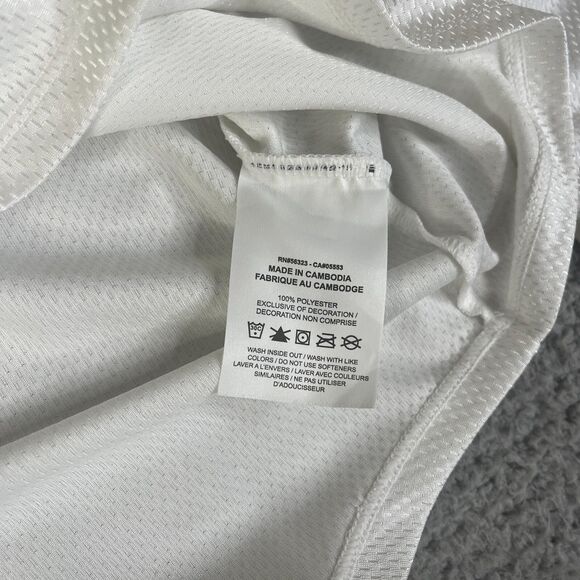 RN#56323 - CA#05553
MADE IN CAMBODIA
FABRIQUE AU CAMBODGE
100% POLYESTER
EXCLUSIVE OF DECORATION /
DECORATION NON COMPRISE
WASH INSIDE OUT / WASH WITH LIKE
COLORS / DO NOT USE SOFTENERS
LAVER A L'ENVERS / LAVER AVEC COULEURS
SIMILAIRES / NE PAS UTILISER
D'ADOUCISSEUR